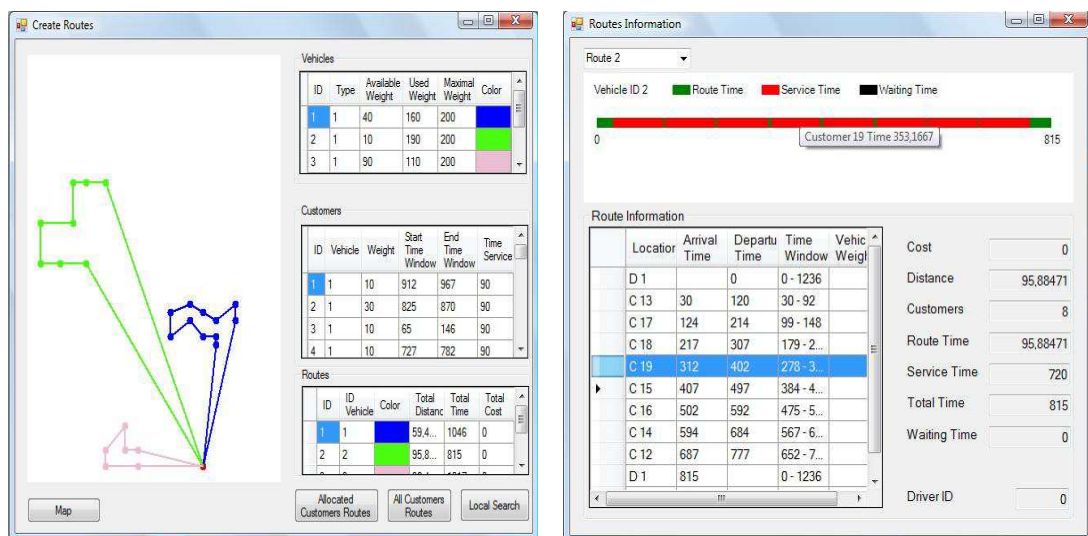 Create Routes
Vehicles
ID Type Available Weight Used Weight Maximal Weight Color
1 1 40 160 200
2 1 10 190 200
3 1 90 110 200
Customers
ID Vehicle Weight Start Time Window End Time Window Time Service
1 1 10 912 967 90
2 1 30 825 870 90
3 1 10 65 146 90
4 1 10 727 782 90
Routes
ID ID Vehicle Color Total Distanc Total Time Total Cost
1 1 59,4... 1046 0
2 2 95,8... 815 0
Map
Allocated Customers Routes
All Customers Routes
Local Search
Routes Information
Route 2
Vehicle ID 2 Route Time Service Time Waiting Time
Customer 19 Time 353,1667
0 815
Route Information
Location Arrival Time Departu Time Time Window Vehic Weigl
D 1 0 0 - 1236
C 13 30 120 30 - 92
C 17 124 214 99 - 148
C 18 217 307 179 - 2...
C 19 312 402 278 - 3...
C 15 407 497 384 - 4...
C 16 502 592 475 - 5...
C 14 594 684 567 - 6...
C 12 687 777 652 - 7...
D 1 815 0 - 1236
Cost 0
Distance 95,88471
Customers 8
Route Time 95,88471
Service Time 720
Total Time 815
Waiting Time 0
Driver ID 0